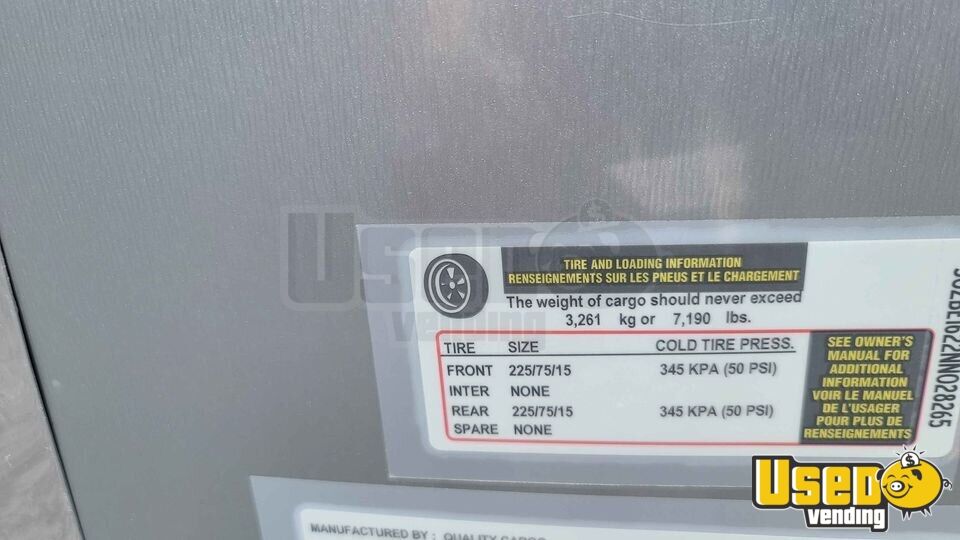 TIRE AND LOADING INFORMATION
RENSEIGNEMENTS SUR LES PNEUS ET LE CHARGEMENT
The weight of cargo should never exceed
3,261 kg or 7,190 lbs.
TIRE SIZE COLD TIRE PRESS.
FRONT 225/75/15 345 KPA (50 PSI)
INTER NONE
REAR 225/75/15 345 KPA (50 PSI)
SPARE NONE
SEE OWNER'S
MANUAL FOR
ADDITIONAL
INFORMATION
VOIR LE MANUEL
DE L'USAGER
POUR PLUS DE
RENSEIGNEMENTS
MANUFACTURED BY : QUALITY CARGO
Used
vending
Used
vending